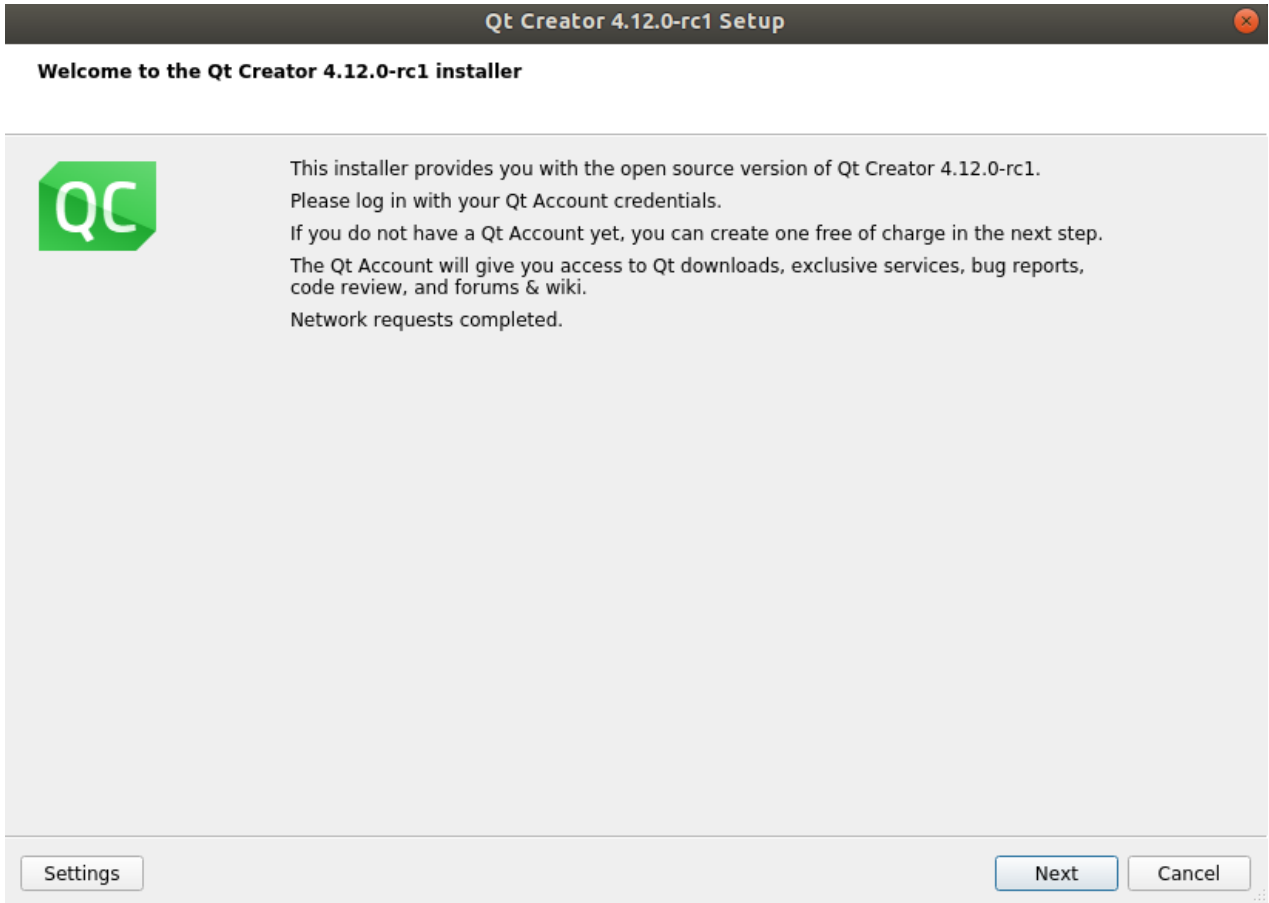 Qt Creator 4.12.0-rc1 Setup
Welcome to the Qt Creator 4.12.0-rc1 installer
QC
This installer provides you with the open source version of Qt Creator 4.12.0-rc1.
Please log in with your Qt Account credentials.
If you do not have a Qt Account yet, you can create one free of charge in the next step.
The Qt Account will give you access to Qt downloads, exclusive services, bug reports,
code review, and forums & wiki.
Network requests completed.
Settings
Next
Cancel